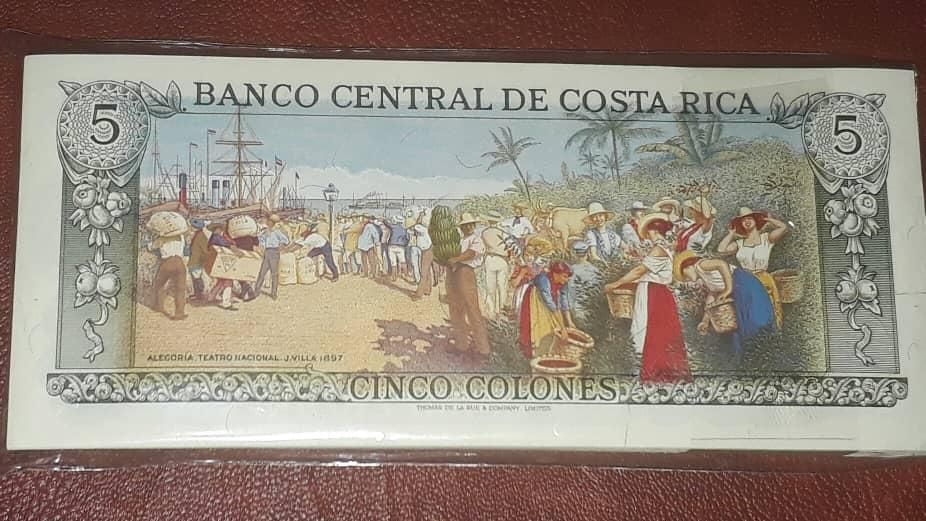 BANCO CENTRAL DE COSTA RICA
5
5
ALEGORIA, TEATRO NACIONAL. J.VILLA 1897
CINCO COLONES
THOMAS DE LA RUE & COMPANY, LIMITED